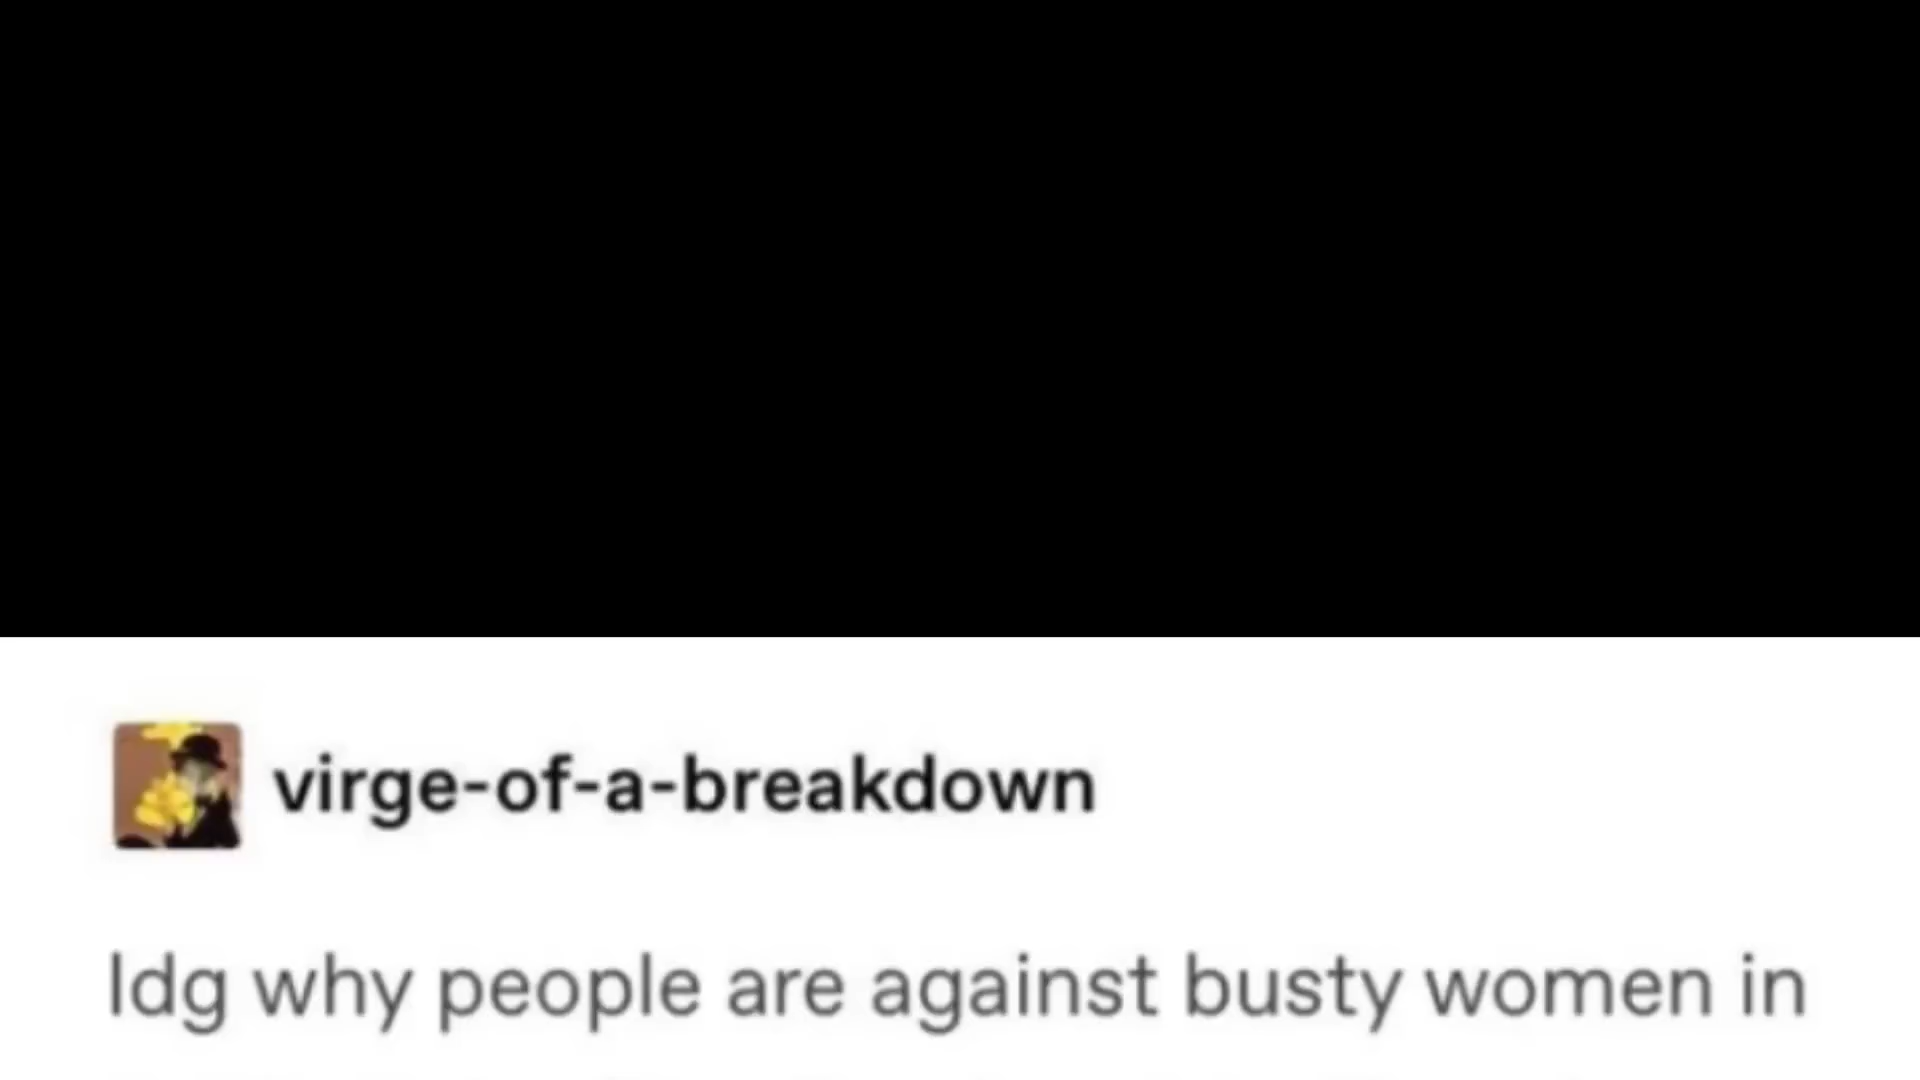 virge-of-a-breakdown
Idg why people are against busty women in